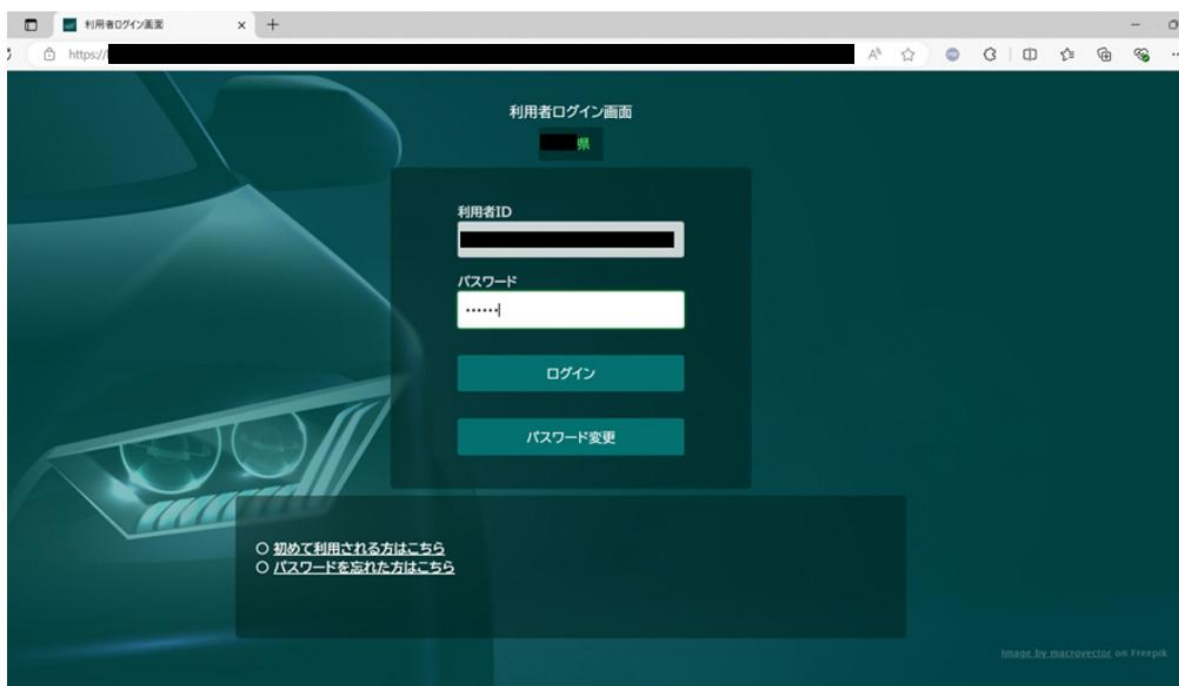 利用者ログイン画面
https://
利用者ログイン画面
県
利用者ID
パスワード
ログイン
パスワード変更
○ 初めて利用される方はこちら
○ パスワードを忘れた方はこちら
Image by macrovector on Freepik